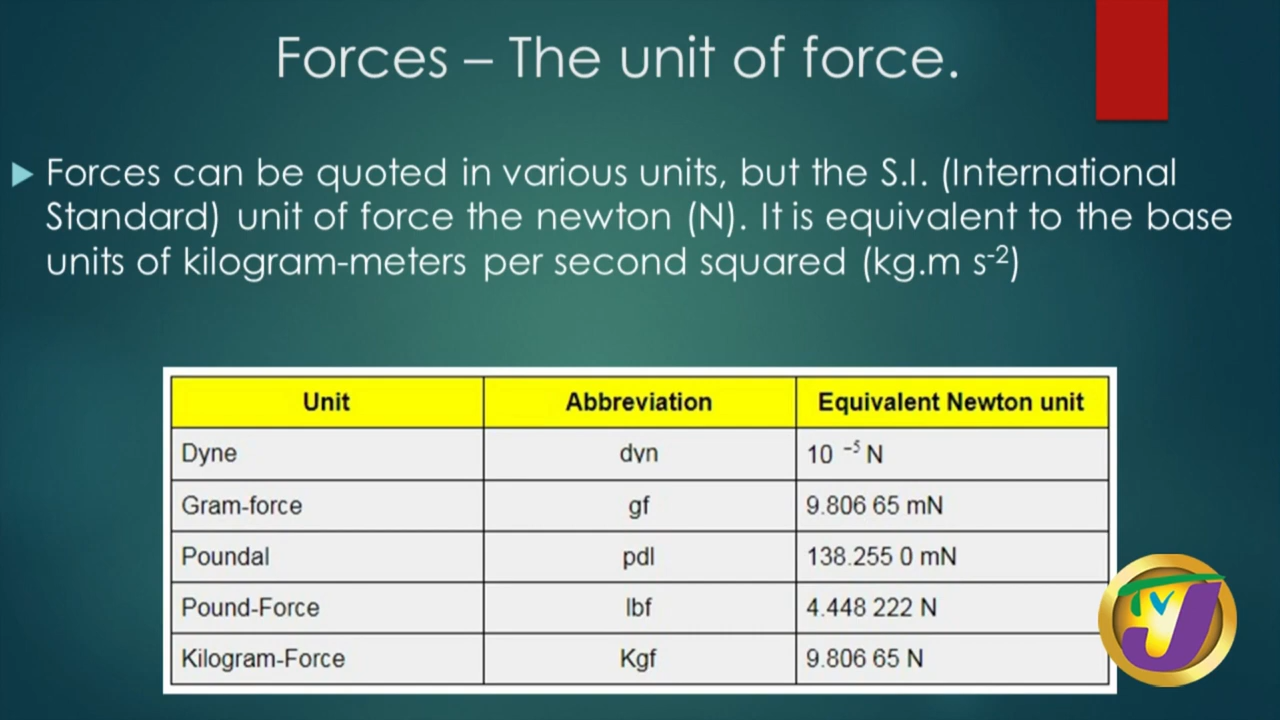 Forces – The unit of force.
Forces can be quoted in various units, but the S.I. (International
Standard) unit of force the newton (N). It is equivalent to the base
units of kilogram-meters per second squared (kg.m s⁻²)
Unit Abbreviation Equivalent Newton unit
Dyne dvn 10 ⁻⁵ N
Gram-force gf 9.806 65 mN
Poundal pdl 138.255 0 mN
Pound-Force lbf 4.448 222 N
Kilogram-Force Kgf 9.806 65 N
TVJ